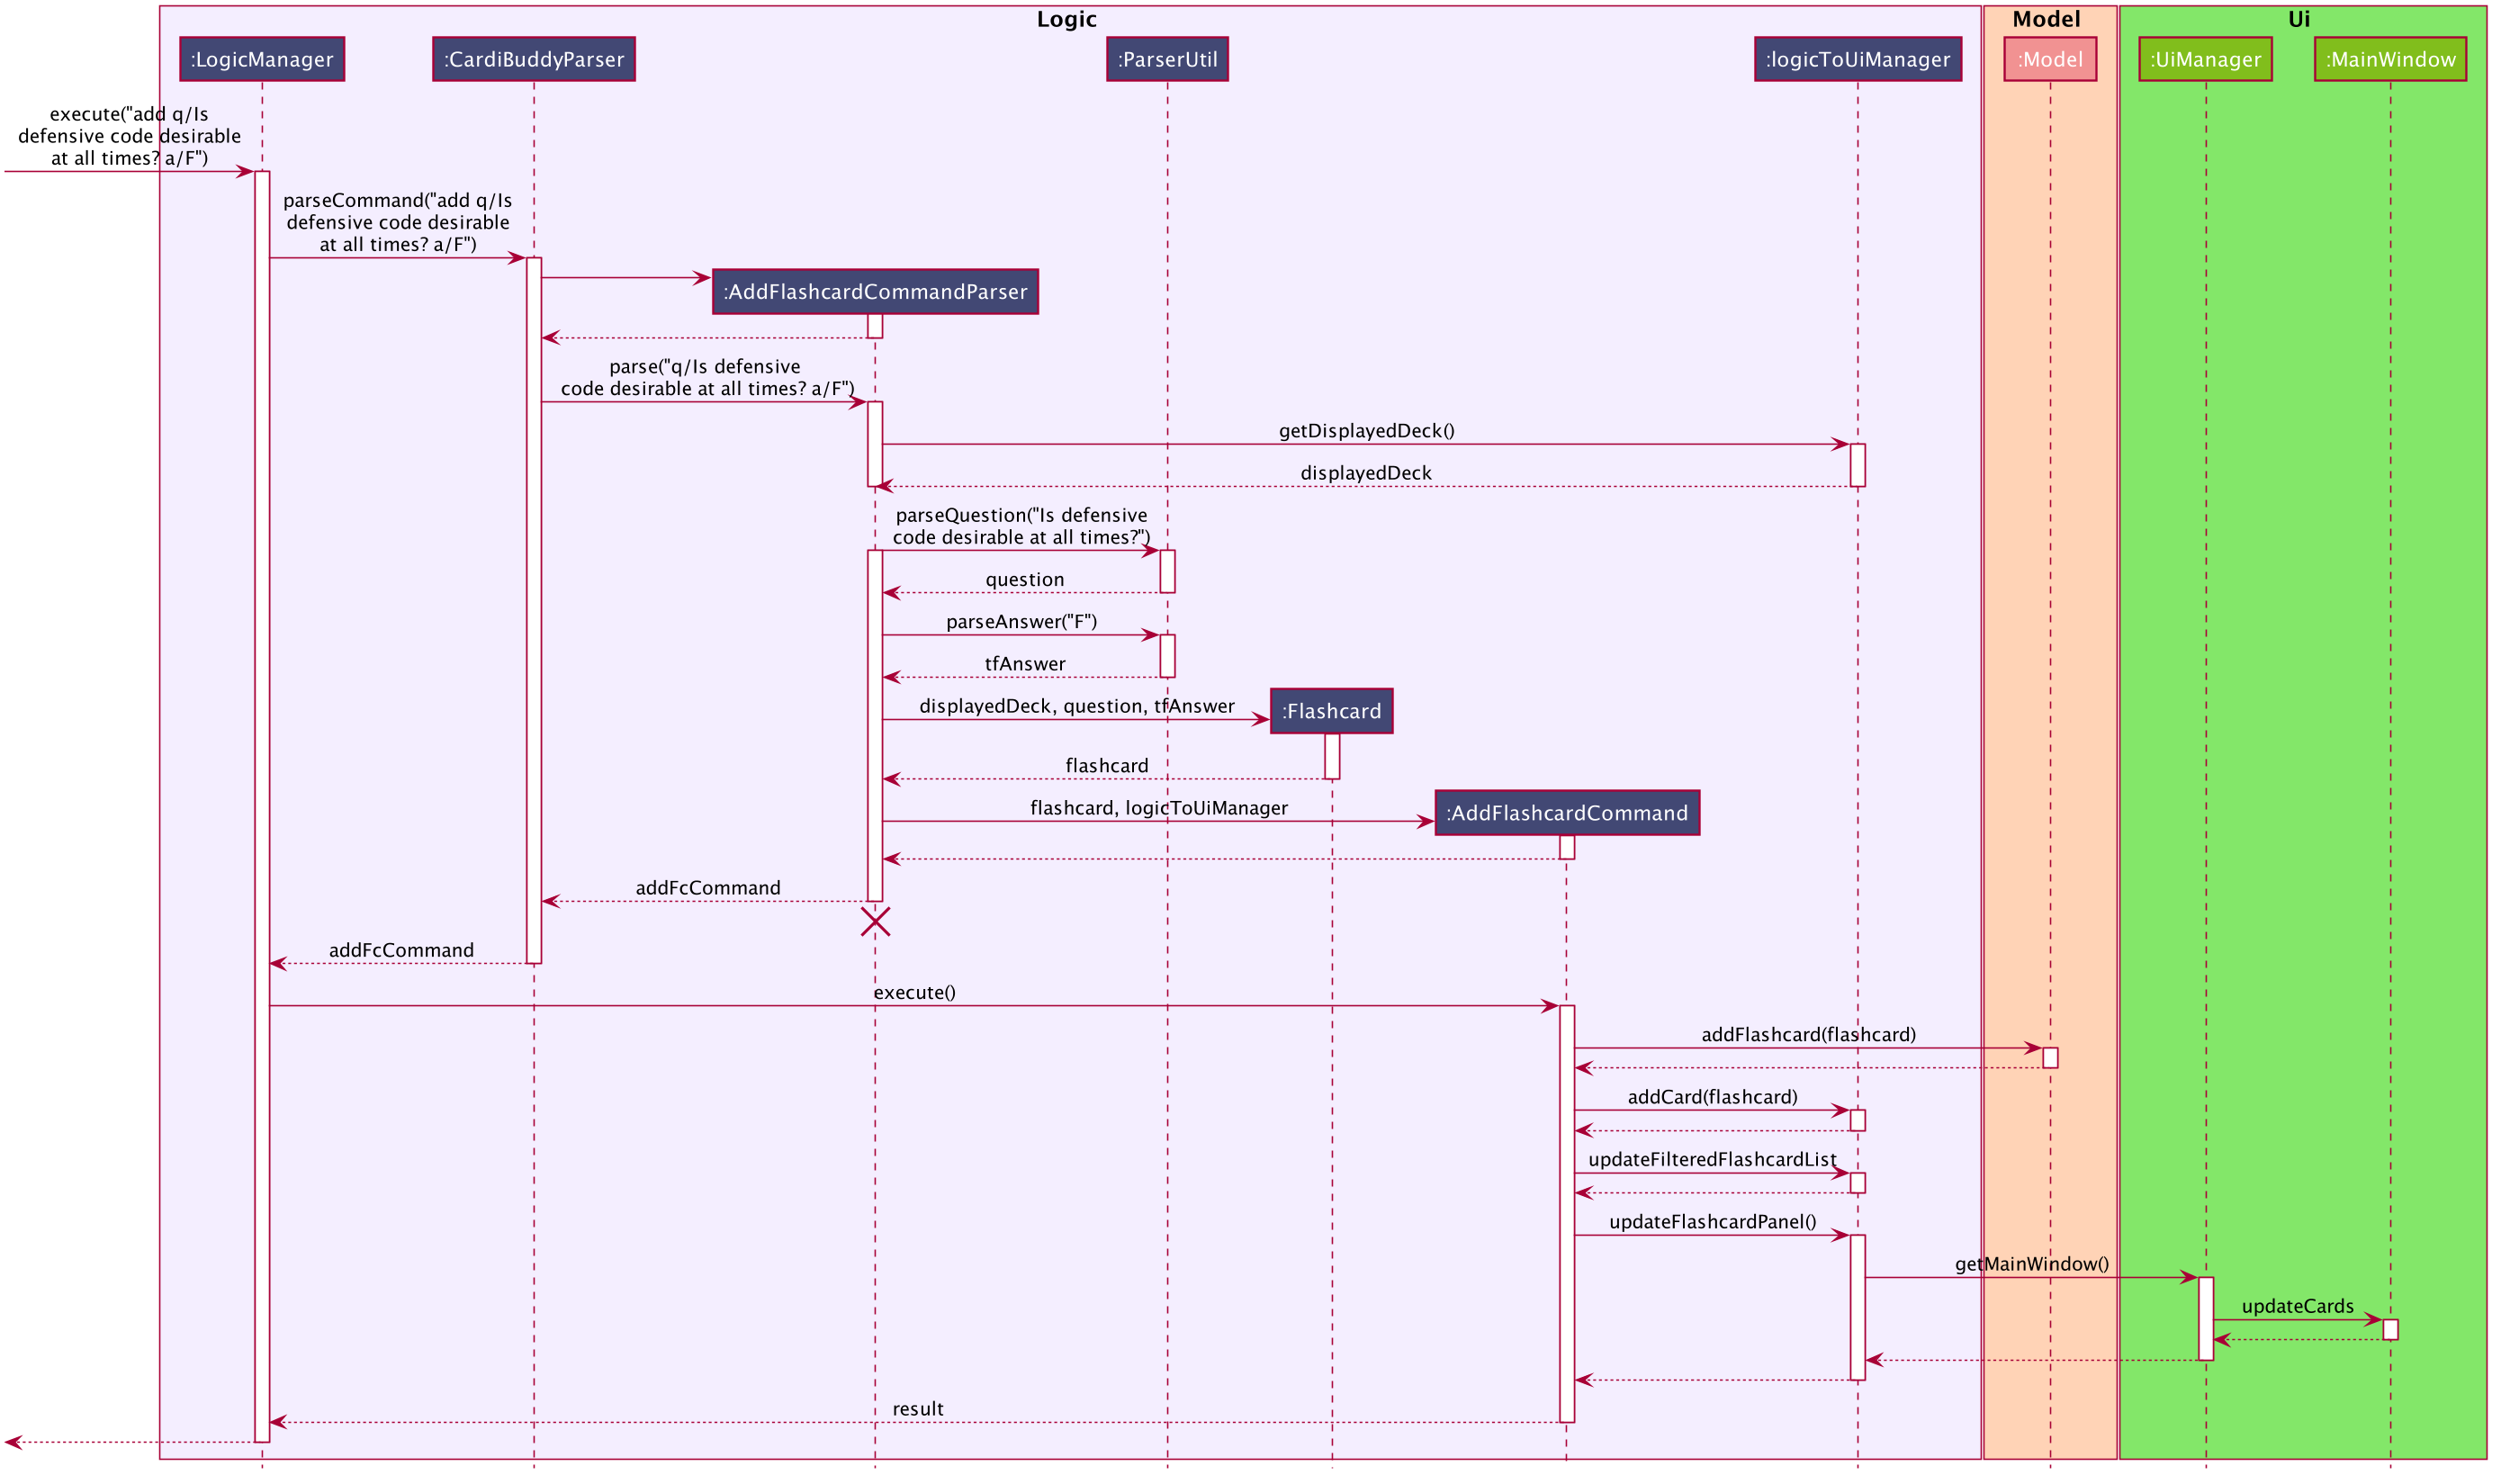 Logic
Model
Ui
:LogicManager
:CardiBuddyParser
:ParserUtil
:logicToUiManager
:Model
:UiManager
:MainWindow
execute("add q/Is
defensive code desirable
at all times? a/F")
parseCommand("add q/Is
defensive code desirable
at all times? a/F")
:AddFlashcardCommandParser
parse("q/Is defensive
code desirable at all times? a/F")
getDisplayedDeck()
displayedDeck
parseQuestion("Is defensive
code desirable at all times?")
question
parseAnswer("F")
tfAnswer
displayedDeck, question, tfAnswer
:Flashcard
flashcard
flashcard, logicToUiManager
:AddFlashcardCommand
addFcCommand
addFcCommand
execute()
addFlashcard(flashcard)
addCard(flashcard)
updateFilteredFlashcardList
updateFlashcardPanel()
getMainWindow()
updateCards
result